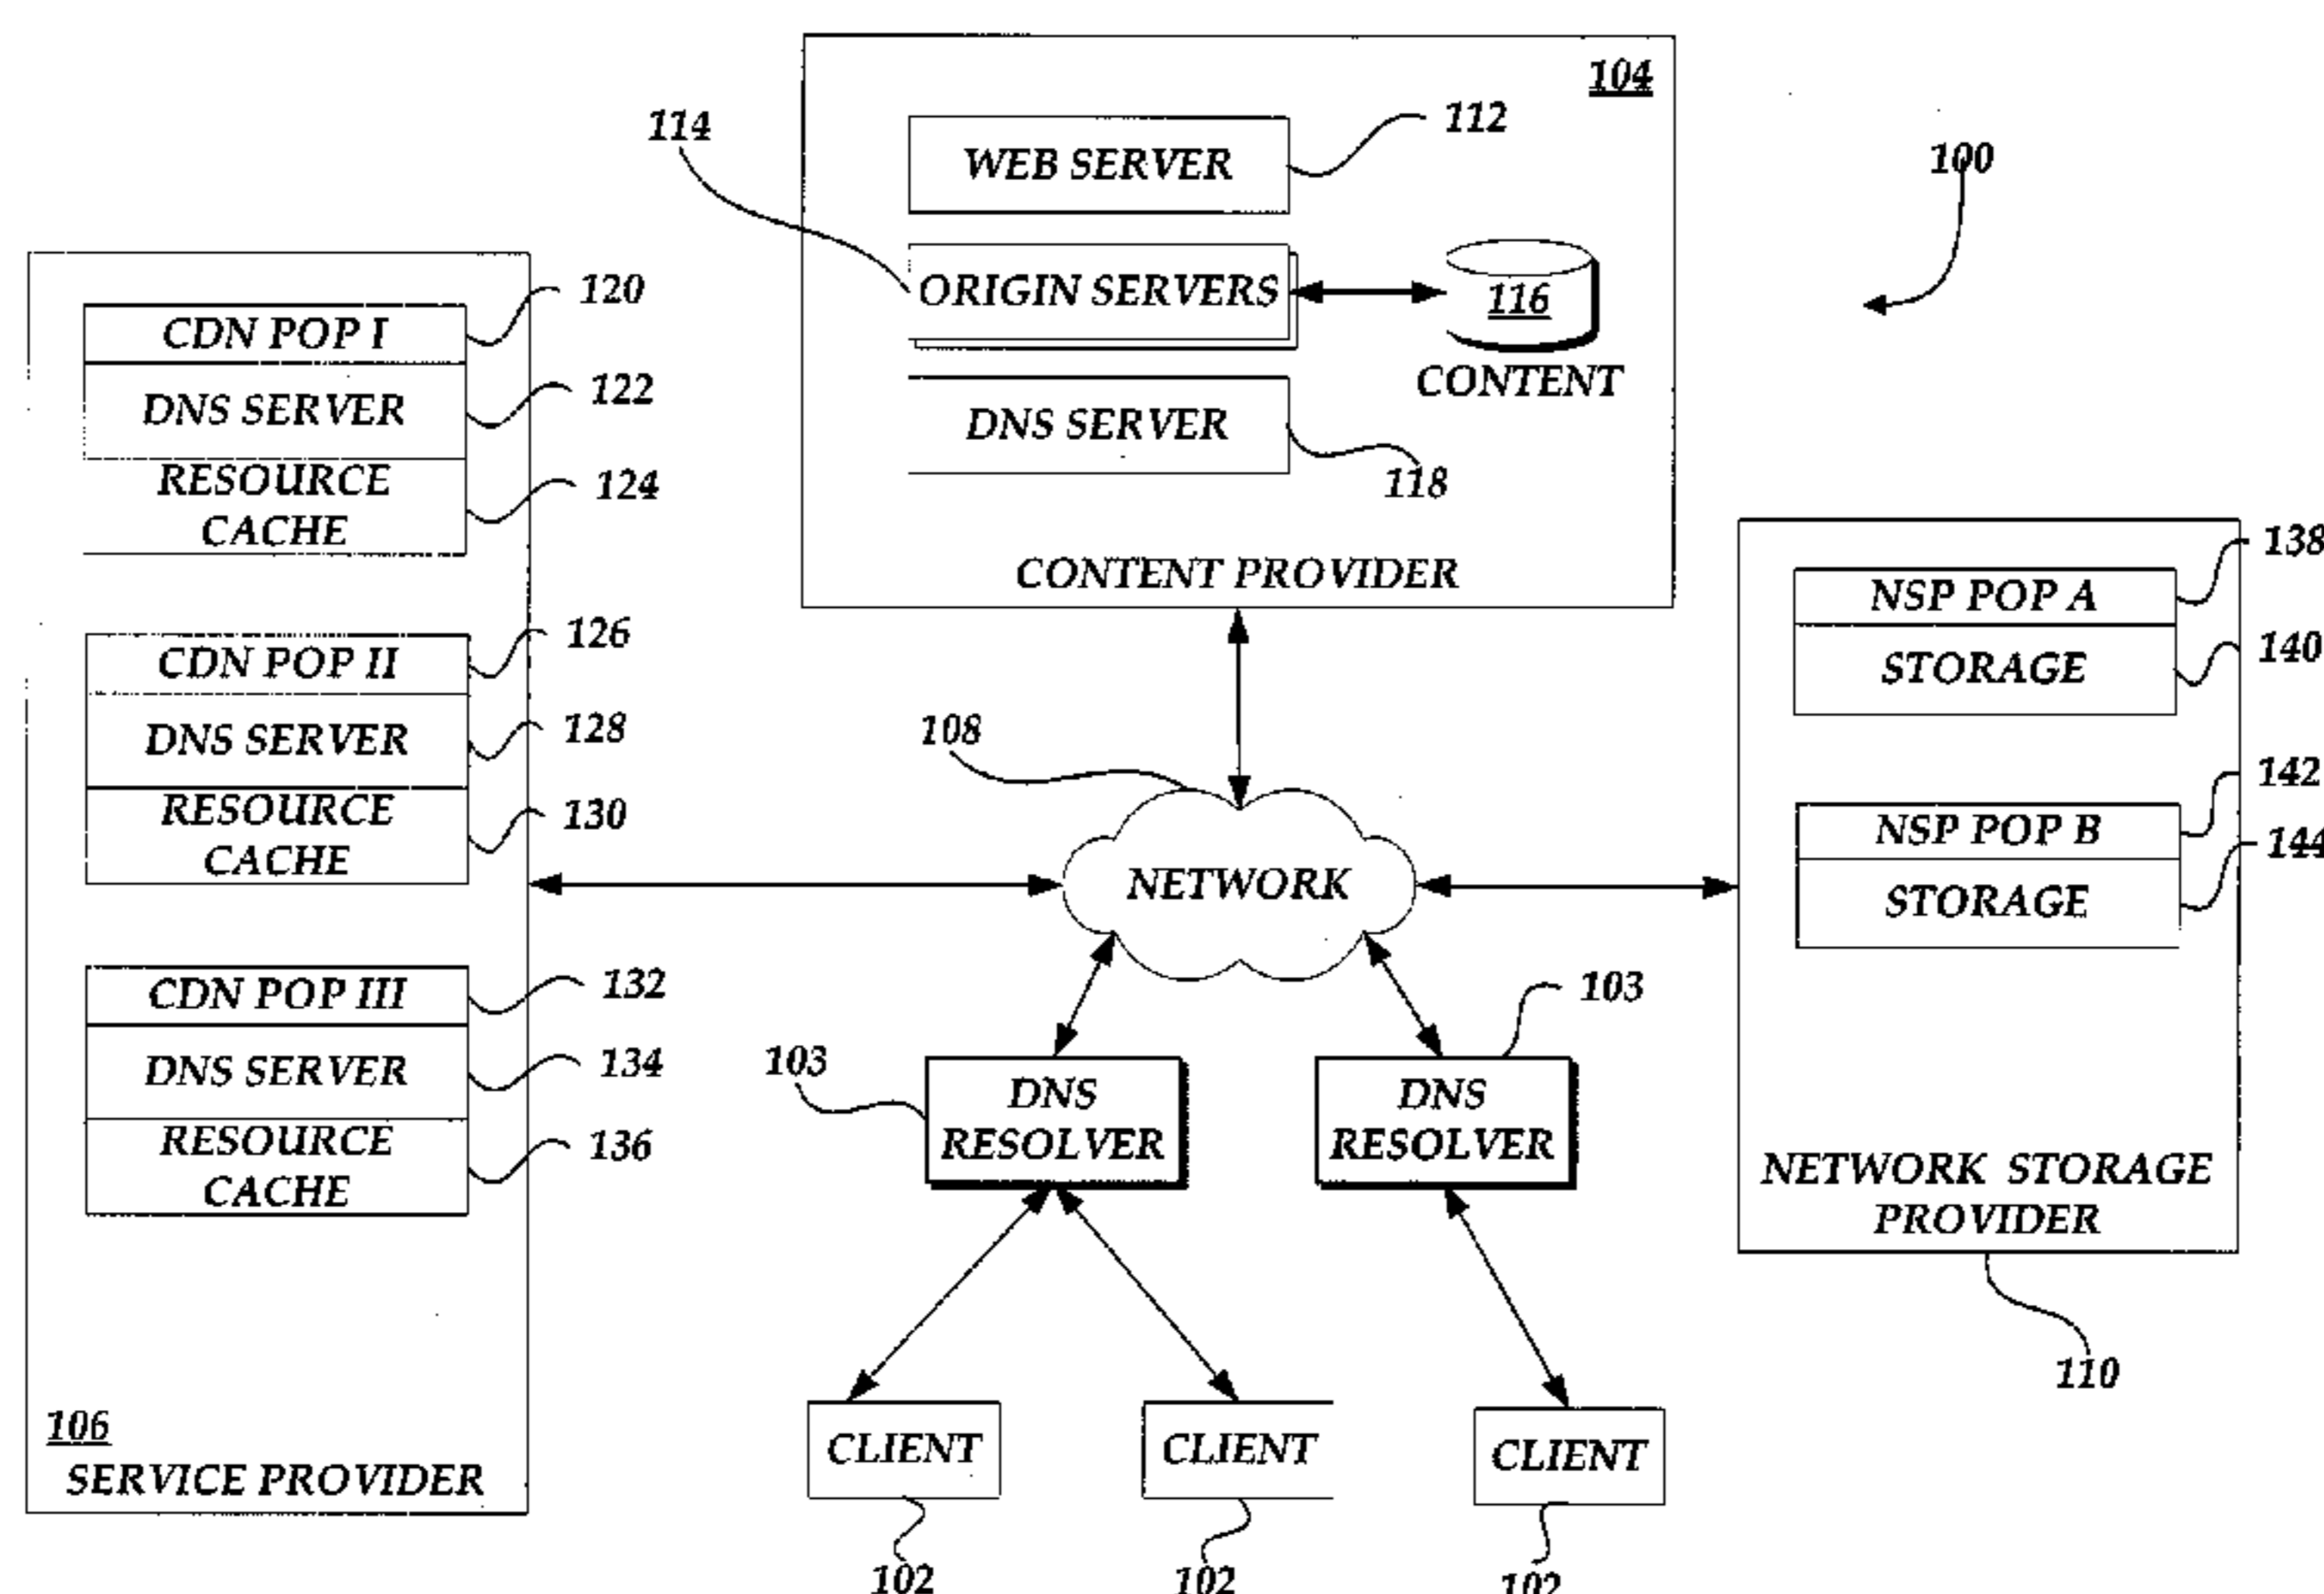 104
112
114
WEB SERVER
100
ORIGIN SERVERS
116
CONTENT
DNS SERVER
118
CONTENT PROVIDER
CDN POP I
120
DNS SERVER
122
RESOURCE
CACHE
124
CDN POP II
126
DNS SERVER
128
RESOURCE
CACHE
130
CDN POP III
132
DNS SERVER
134
RESOURCE
CACHE
136
106
SERVICE PROVIDER
108
NETWORK
103
DNS
RESOLVER
103
DNS
RESOLVER
CLIENT
CLIENT
CLIENT
102
102
102
NSP POP A
138
STORAGE
140
NSP POP B
142
STORAGE
144
NETWORK STORAGE
PROVIDER
110